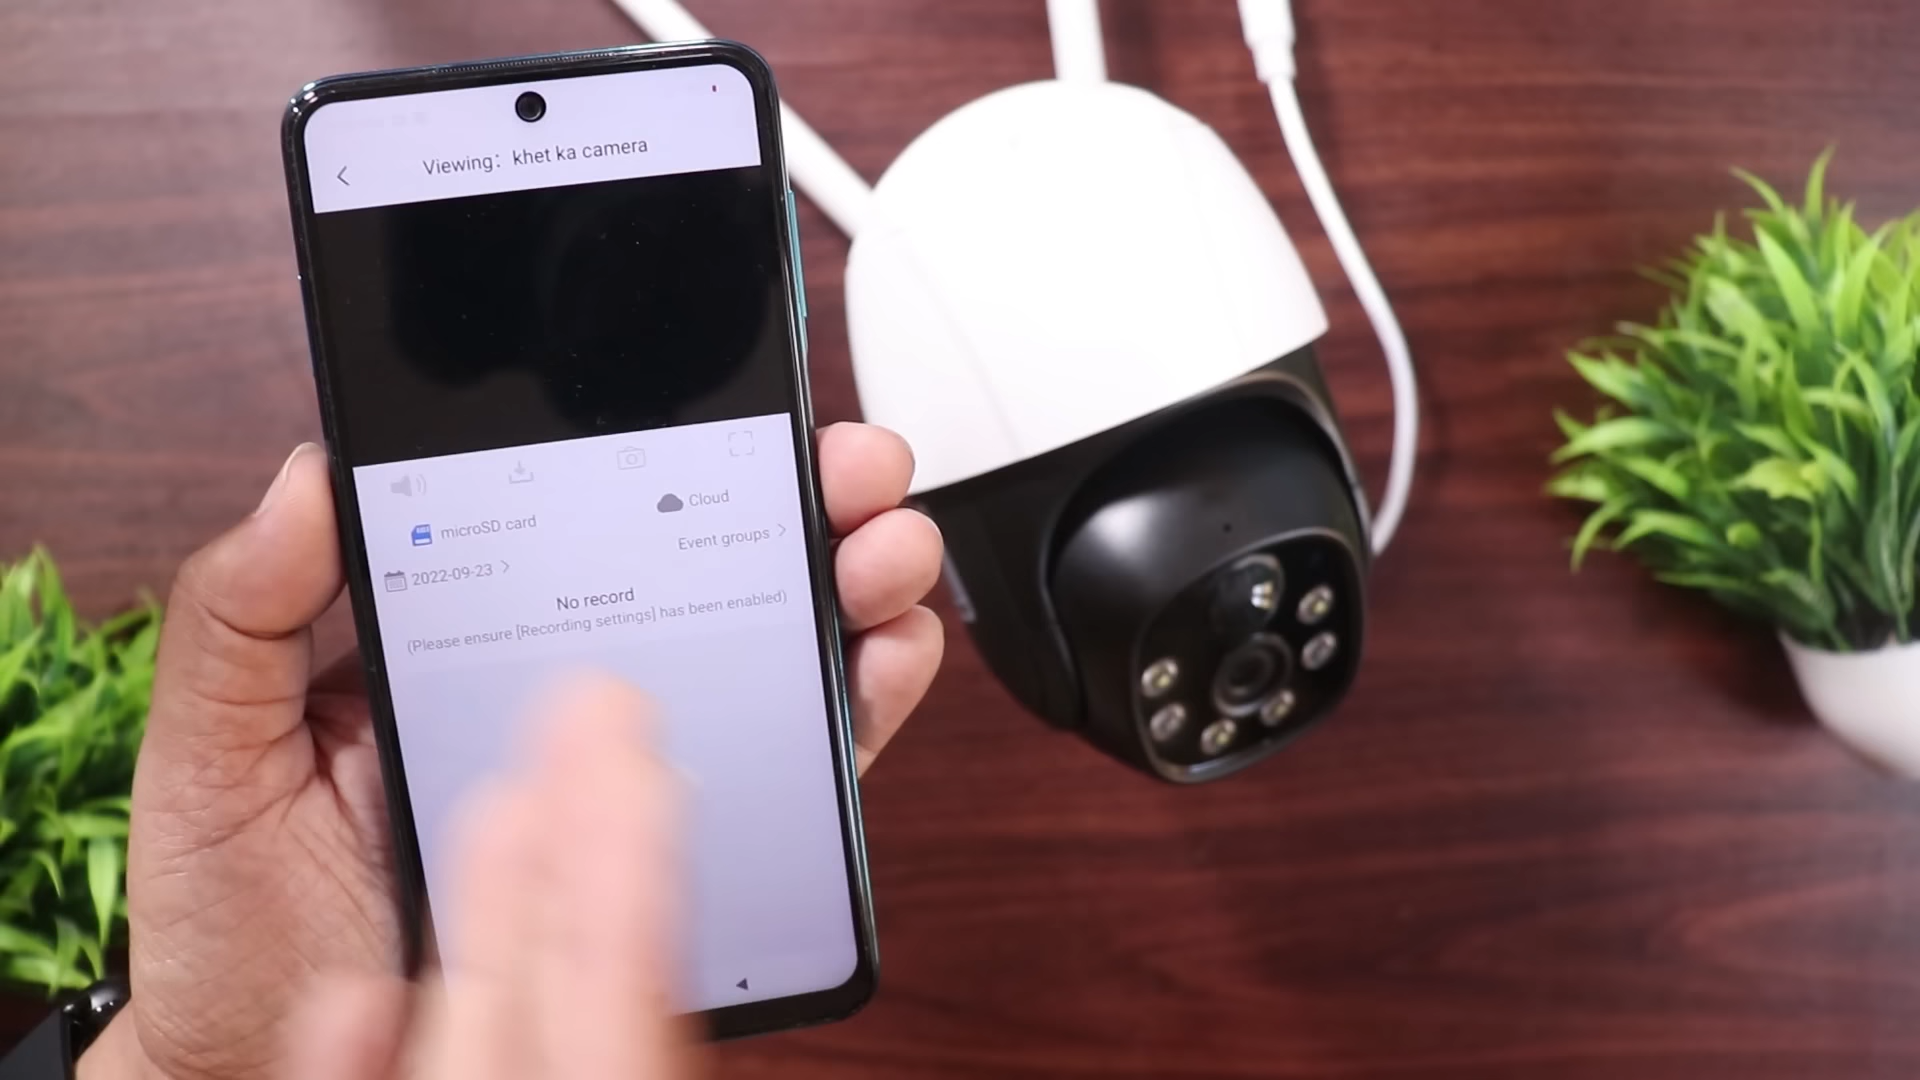 Viewing: khet ka camera
microSD card
Cloud
2022-09-23
Event groups
No record
(Please ensure [Recording settings] has been enabled)